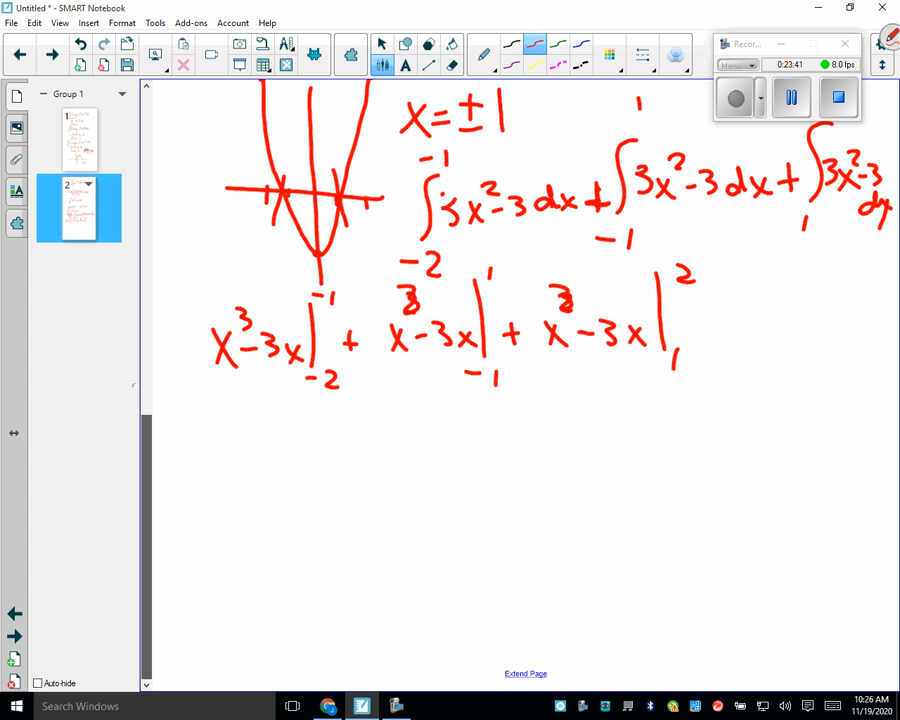 Untitled * - SMART Notebook
File Edit View Insert Format Tools Add-ons Account Help
Recor...
Menu 0:23:41 8.0 fps
Group 1
1
2
x = ± 1
∫_{-2}^{-1} 3x² - 3 dx + ∫_{-1}^{1} 3x² - 3 dx + ∫_{1} 3x² - 3 dx
x³ - 3x |_{-2}^{-1} + x³ - 3x |_{-1}^{1} + x³ - 3x |_{1}^{2}
Extend Page
Auto-hide
Search Windows
10:26 AM
11/19/2020